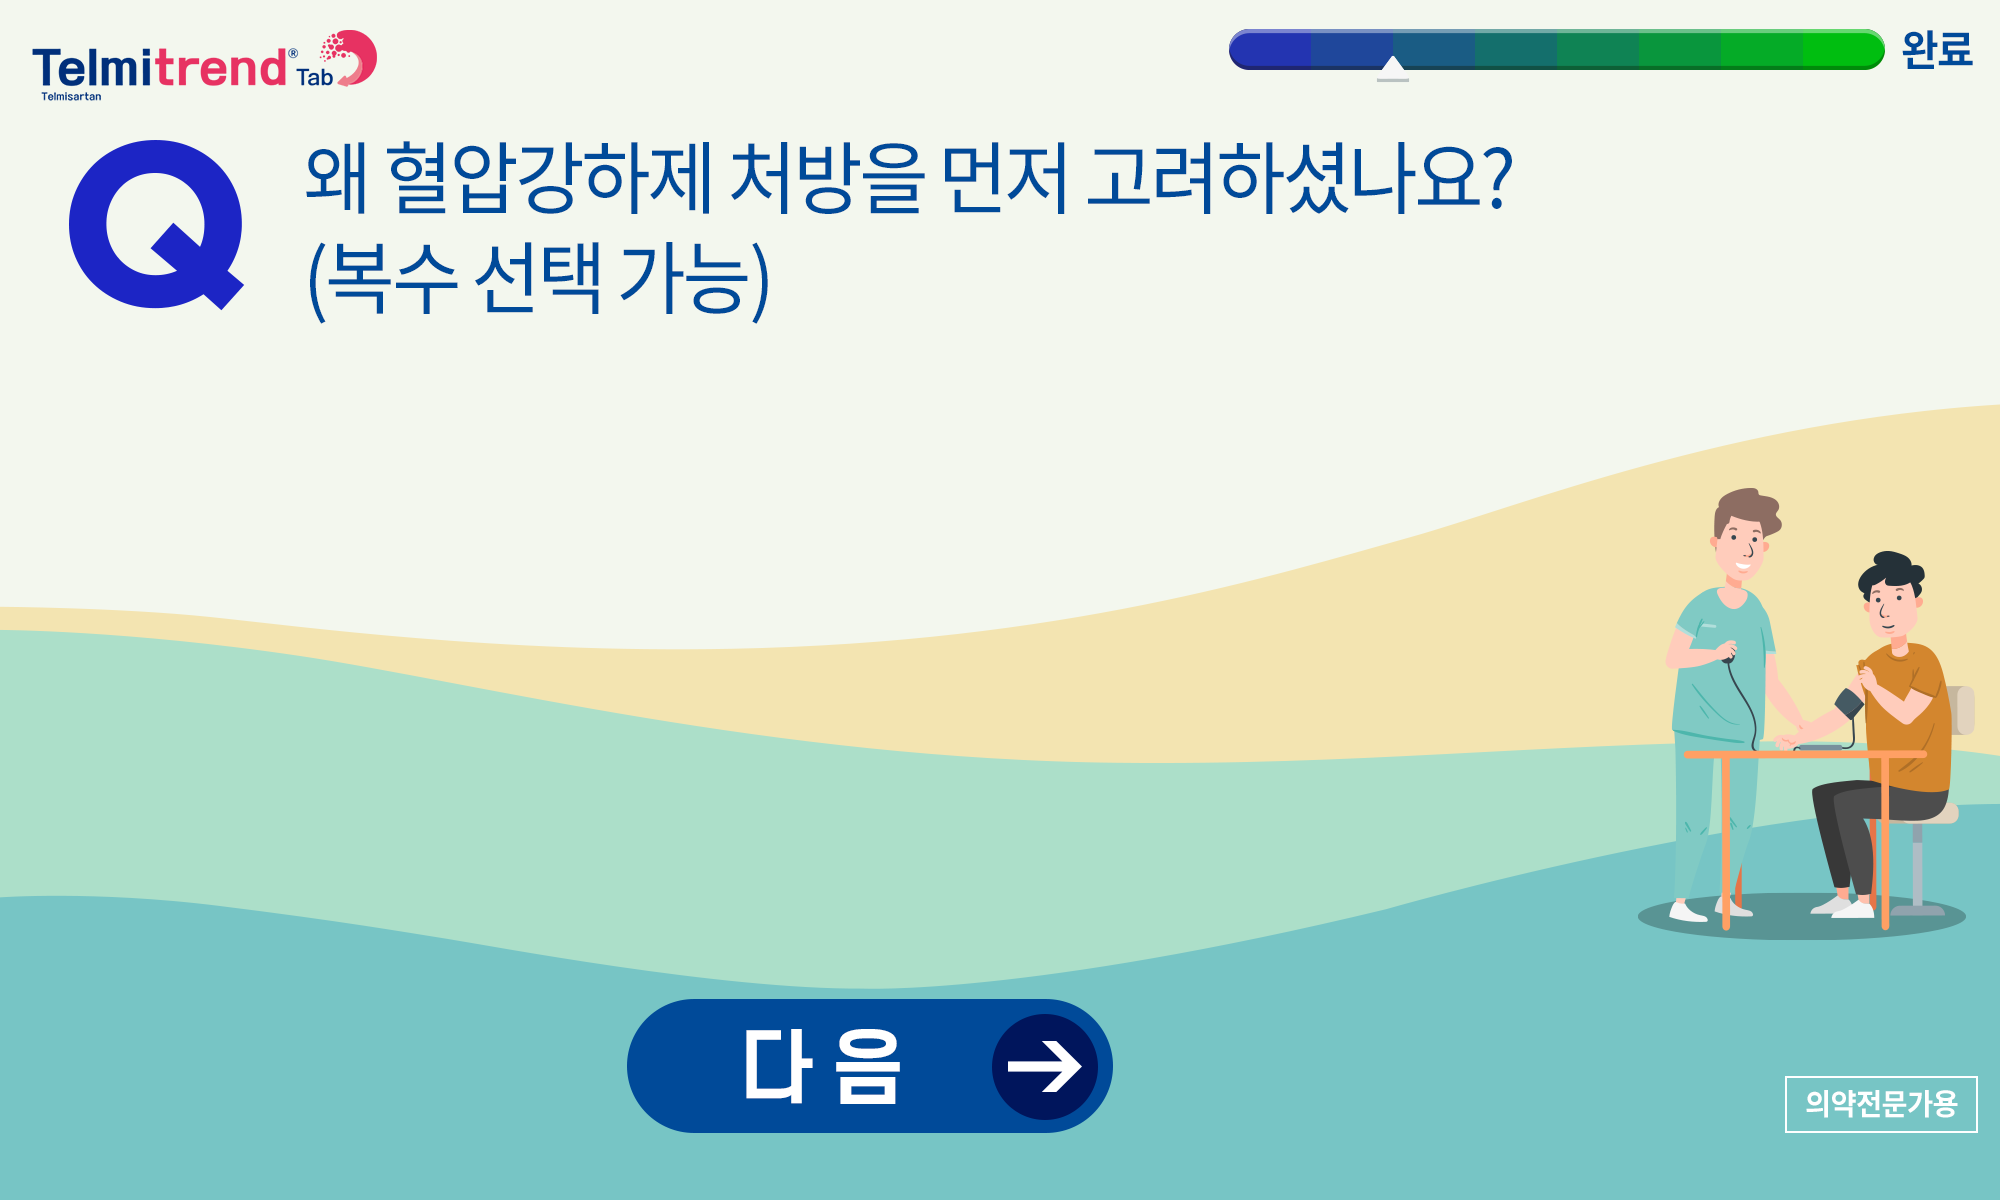 Telmitrend® Tab
Telmisartan
완료
Q
왜 혈압강하제 처방을 먼저 고려하셨나요?
(복수 선택 가능)
다음
의약전문가용